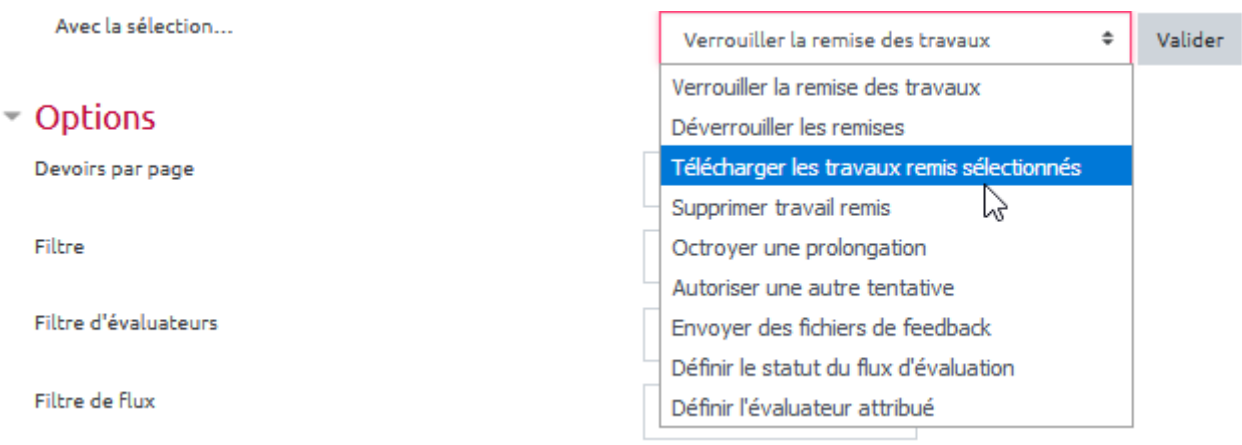 Avec la sélection...
Verrouiller la remise des travaux
Valider
Verrouiller la remise des travaux
Déverrouiller les remises
Télécharger les travaux remis sélectionnés
Supprimer travail remis
Octroyer une prolongation
Autoriser une autre tentative
Envoyer des fichiers de feedback
Définir le statut du flux d'évaluation
Définir l'évaluateur attribué
Options
Devoirs par page
Filtre
Filtre d'évaluateurs
Filtre de flux